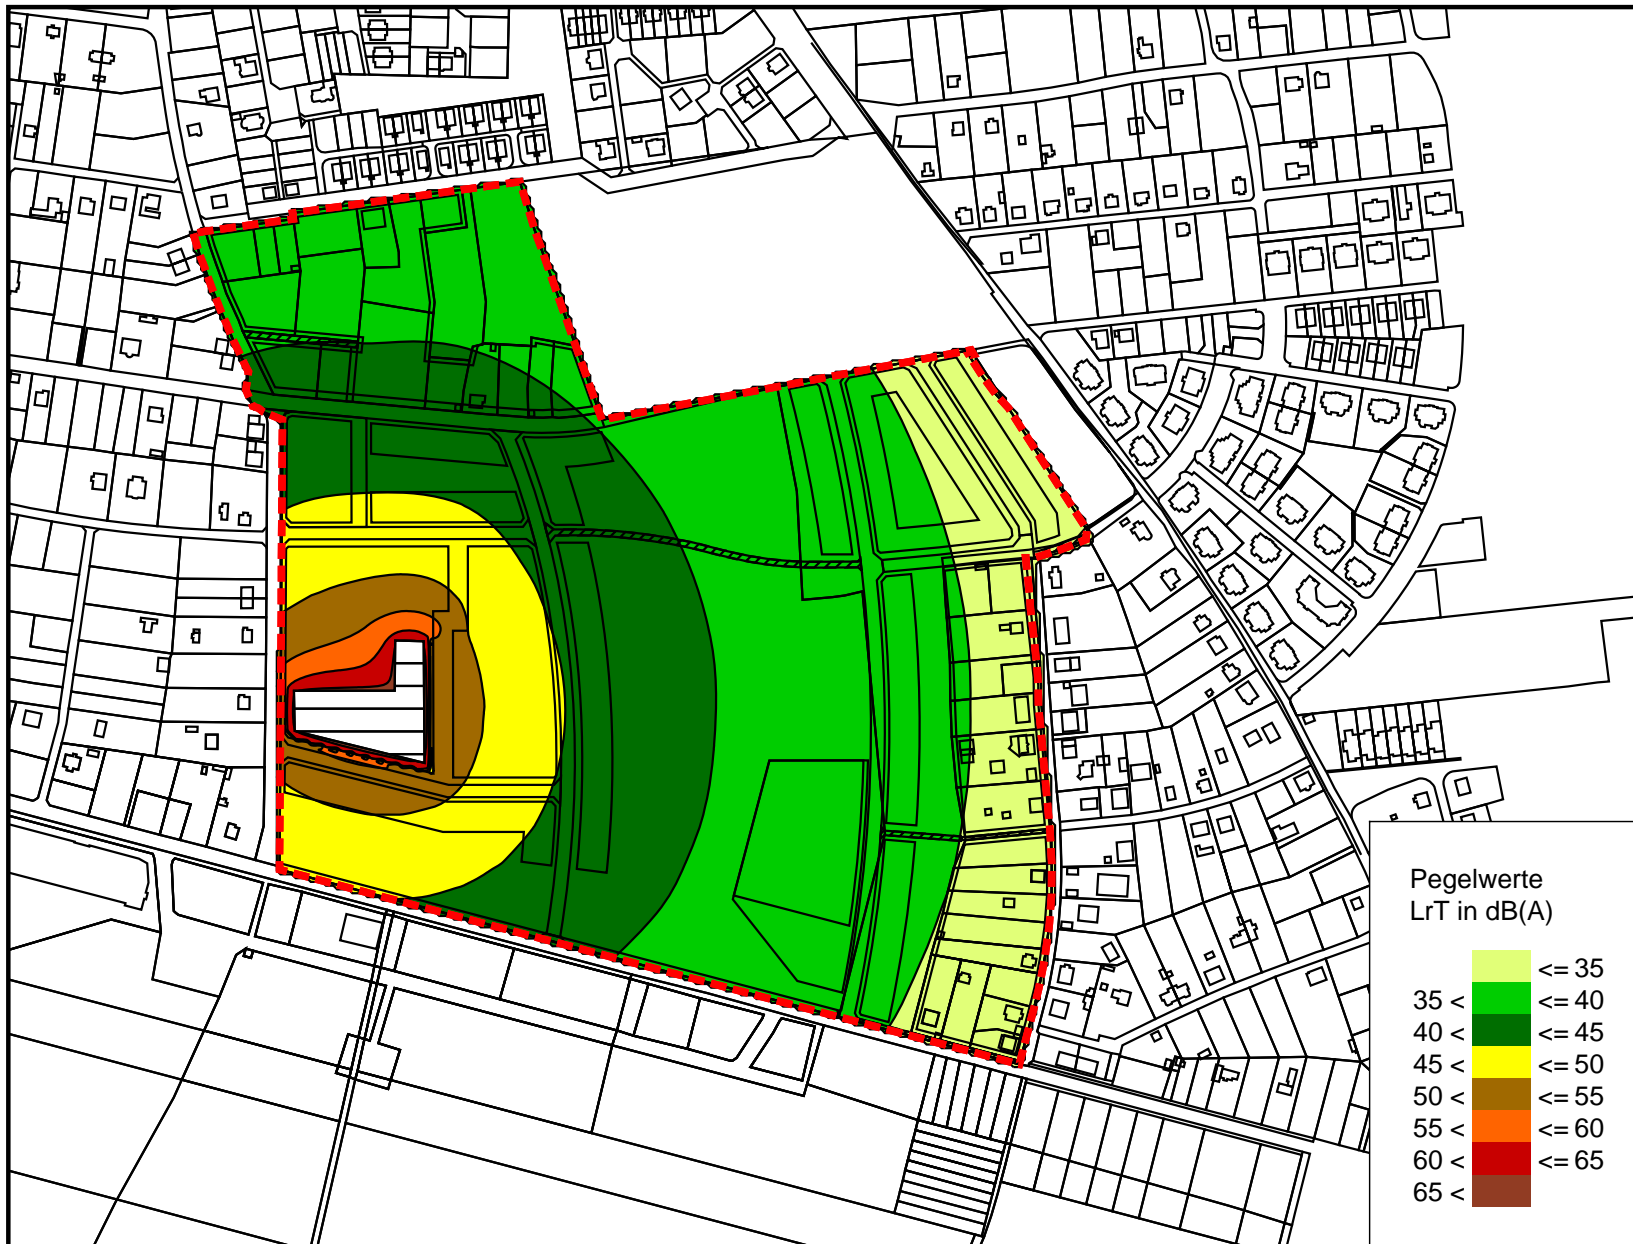 Pegelwerte
LrT in dB(A)
<= 35
35 < <= 40
40 < <= 45
45 < <= 50
50 < <= 55
55 < <= 60
60 < <= 65
65 <